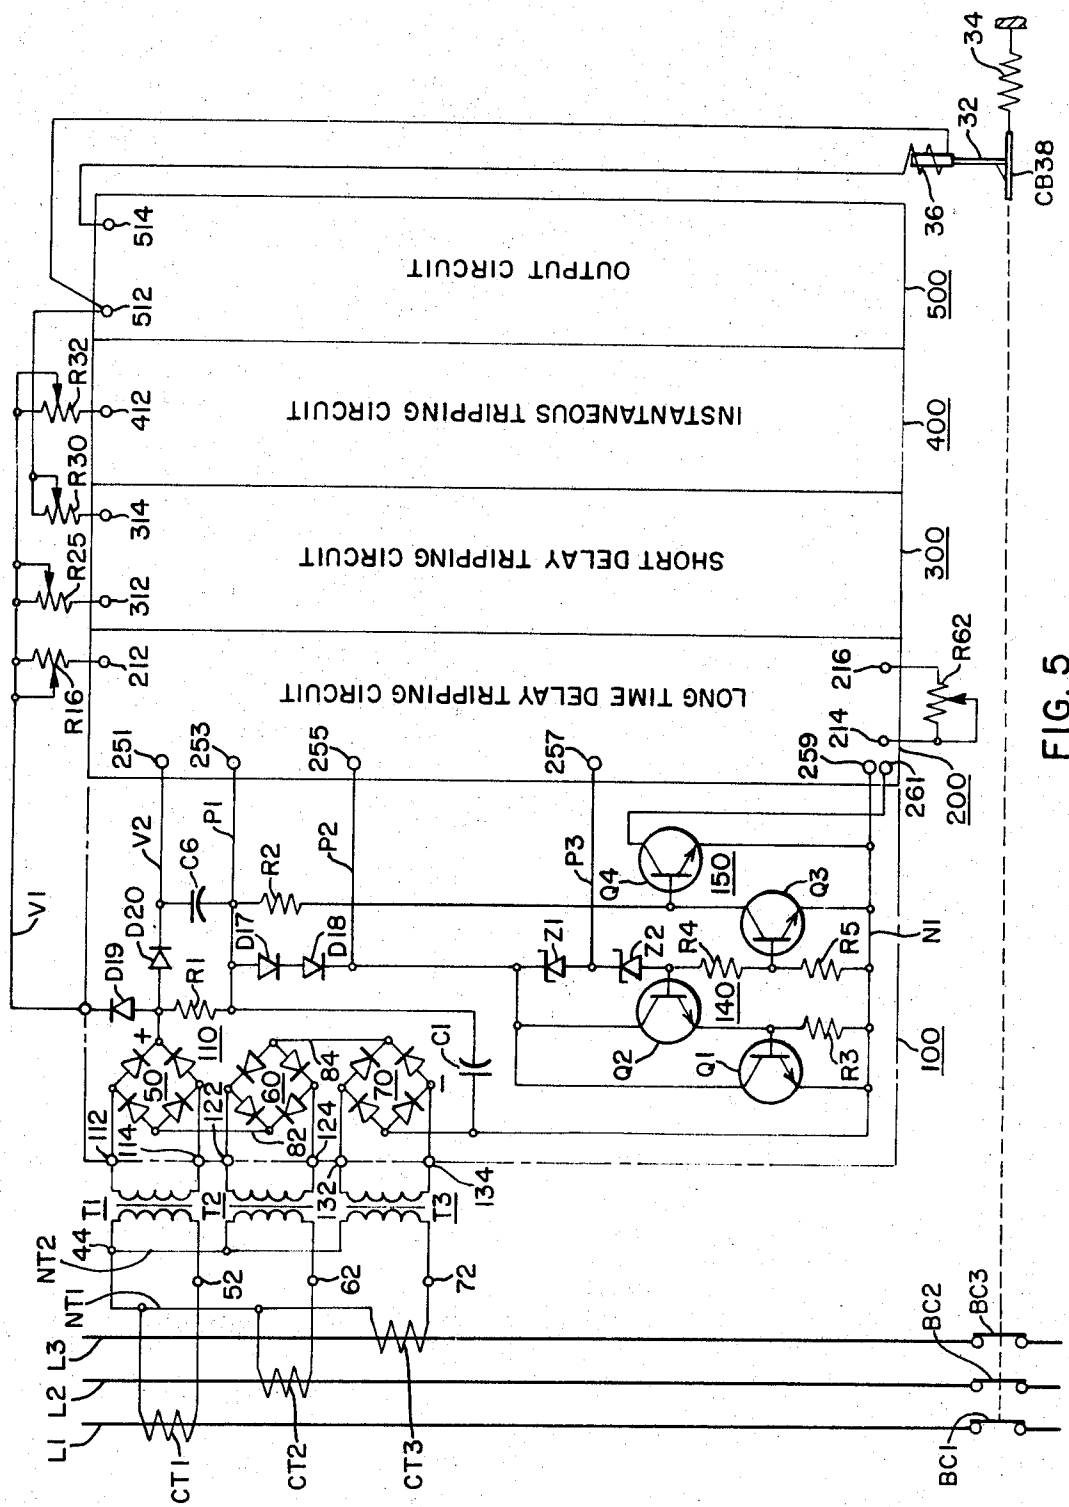 L1
L2
L3
NT1
NT2
44
CT1
CT2
CT3
52
62
72
T1
T2
T3
112
114
122
124
132
134
50
60
70
82
84
+
−
110
R1
C1
D19
D20
V1
V2
C6
P1
R2
D17
D18
P2
P3
Z1
Z2
Q1
Q2
Q3
Q4
R3
R4
R5
140
150
N1
100
251
253
255
257
259
261
200
214
216
R62
LONG TIME DELAY TRIPPING CIRCUIT
R16
212
R25
312
SHORT DELAY TRIPPING CIRCUIT
300
R30
314
R32
412
INSTANTANEOUS TRIPPING CIRCUIT
400
512
514
OUTPUT CIRCUIT
500
36
32
34
CB38
BC1
BC2
BC3
FIG. 5